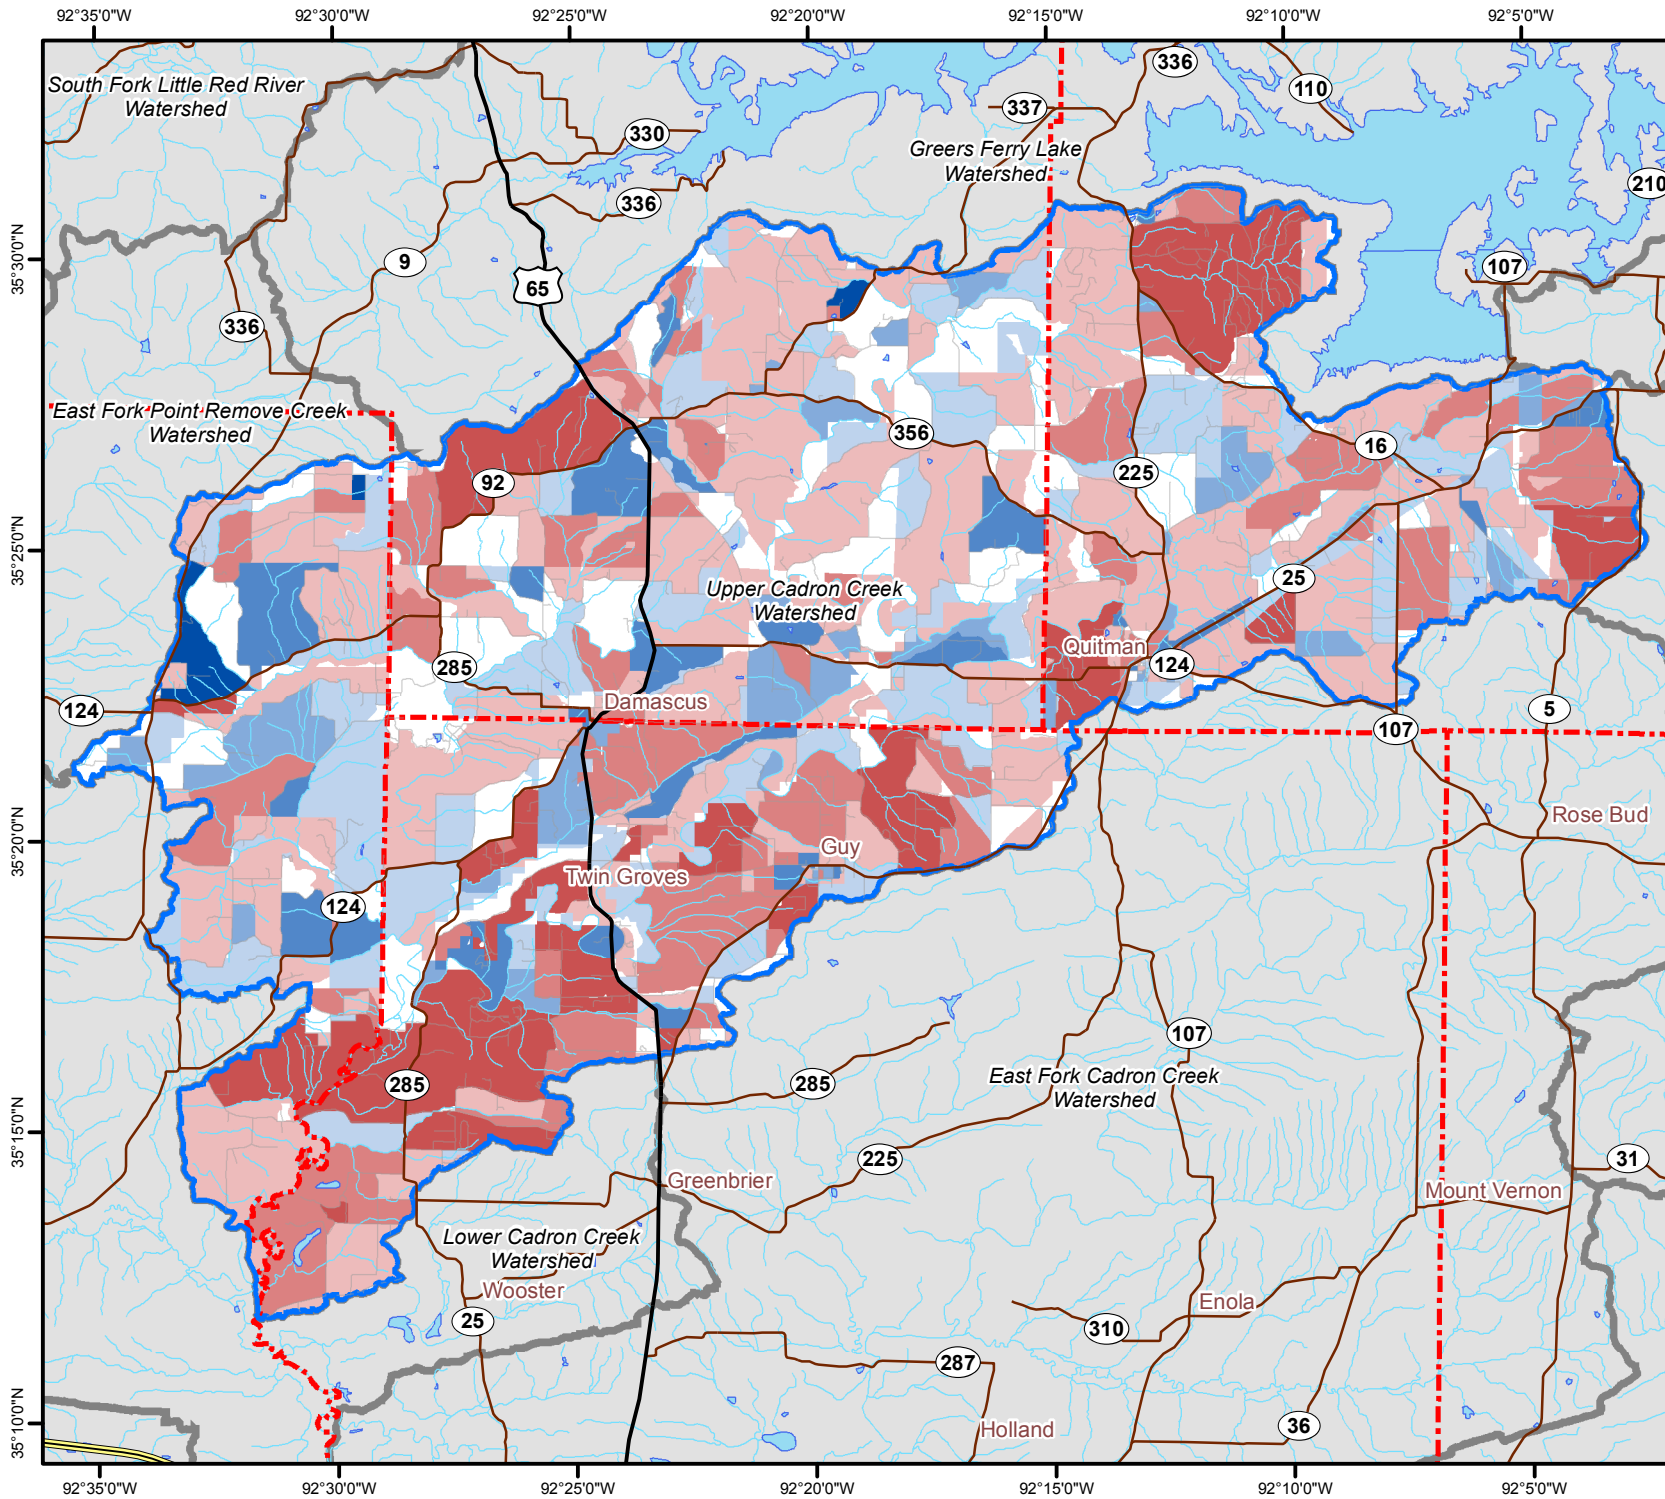 92°35'0"W
92°30'0"W
92°25'0"W
92°20'0"W
92°15'0"W
92°10'0"W
92°5'0"W
South Fork Little Red River
Watershed
336
110
337
330
Greers Ferry Lake
Watershed
210
336
35°30'0"N
9
65
107
336
East Fork Point Remove Creek
Watershed
356
16
225
92
35°25'0"N
25
Upper Cadron Creek
Watershed
Quitman
124
285
Damascus
124
5
107
Rose Bud
35°20'0"N
Guy
Twin Groves
124
107
285
285
East Fork Cadron Creek
Watershed
35°15'0"N
225
31
Greenbrier
Mount Vernon
Lower Cadron Creek
Watershed
Wooster
Enola
25
310
287
35°10'0"N
Holland
36
92°35'0"W
92°30'0"W
92°25'0"W
92°20'0"W
92°15'0"W
92°10'0"W
92°5'0"W